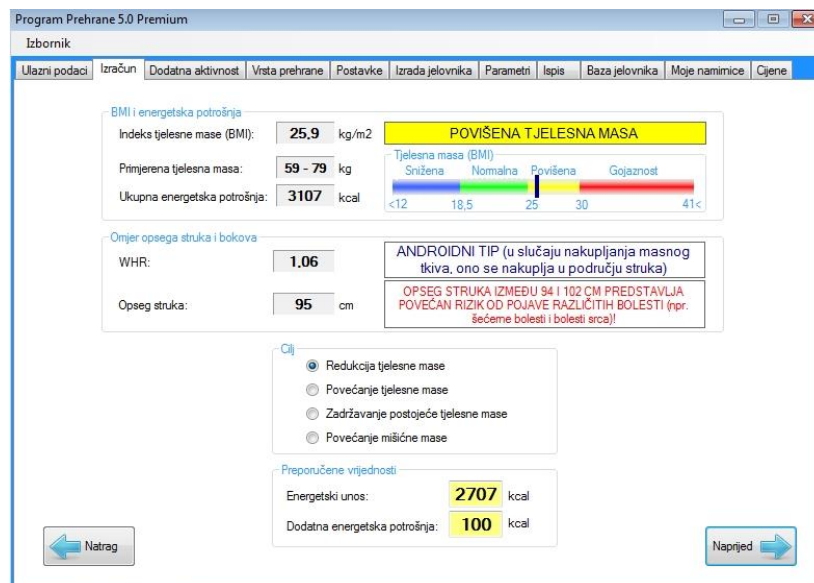 Program Prehrane 5.0 Premium
Izbornik
Ulazni podaci Izračun Dodatna aktivnost Vrsta prehrane Postavke Izrada jelovnika Parametri Ispis Baza jelovnika Moje namirnice Cijene
BMI i energetska potrošnja
Indeks tjelesne mase (BMI): 25,9 kg/m2
POVIŠENA TJELESNA MASA
Primjerena tjelesna masa: 59 - 79 kg
Ukupna energetska potrošnja: 3107 kcal
Tjelesna masa (BMI)
Snižena Normalna Povišena Gojaznost
<12 18,5 25 30 41<
Omjer opsega struka i bokova
WHR: 1,06
ANDROIDNI TIP (u slučaju nakupljanja masnog
tkiva, ono se nakuplja u području struka)
Opseg struka: 95 cm
OPSEG STRUKA IZMEĐU 94 I 102 CM PREDSTAVLJA
POVEĆAN RIZIK OD POJAVE RAZLIČITIH BOLESTI (npr.
šećerne bolesti i bolesti srca)!
Cilj
Redukcija tjelesne mase
Povećanje tjelesne mase
Zadržavanje postojeće tjelesne mase
Povećanje mišićne mase
Preporučene vrijednosti
Energetski unos: 2707 kcal
Dodatna energetska potrošnja: 100 kcal
Natrag
Naprijed